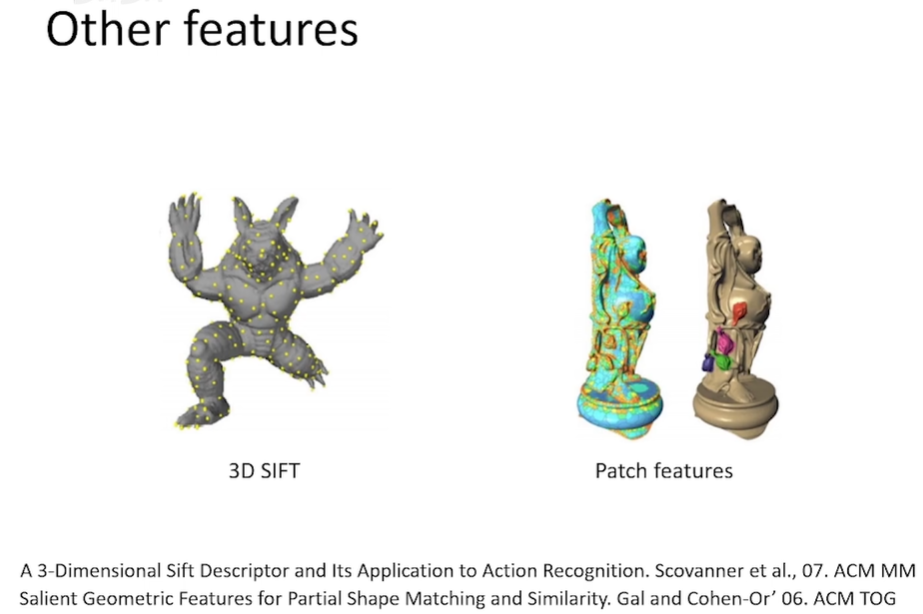 Other features
3D SIFT
Patch features
A 3-Dimensional Sift Descriptor and Its Application to Action Recognition. Scovanner et al., 07. ACM MM
Salient Geometric Features for Partial Shape Matching and Similarity. Gal and Cohen-Or’ 06. ACM TOG